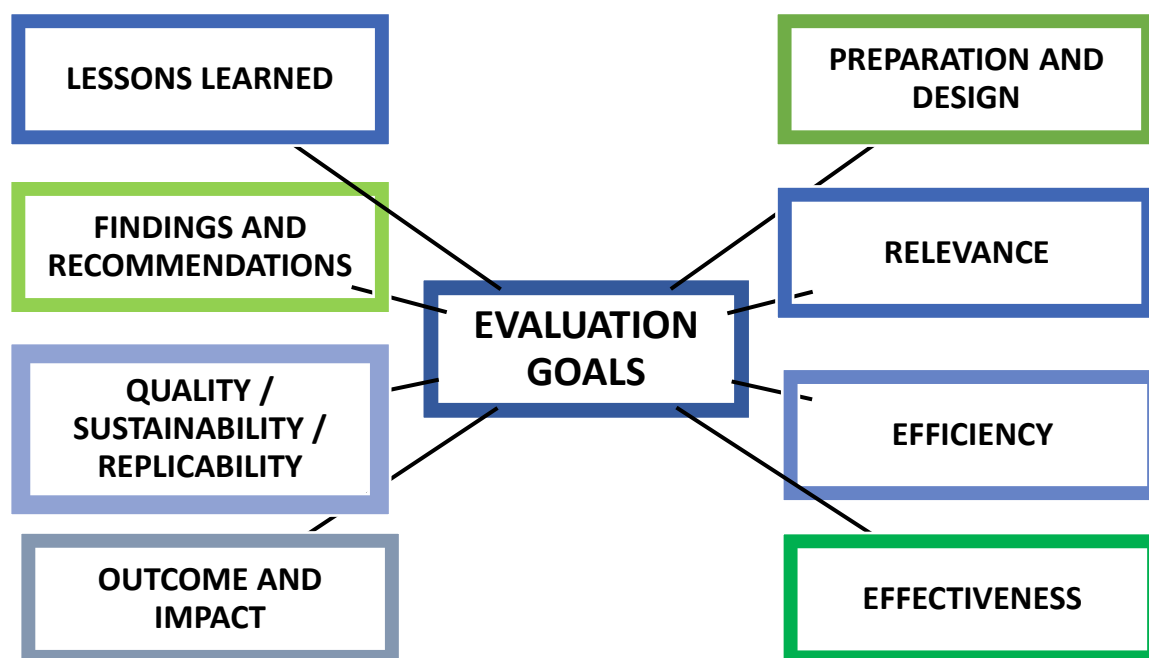 LESSONS LEARNED
FINDINGS AND
RECOMMENDATIONS
QUALITY /
SUSTAINABILITY /
REPLICABILITY
OUTCOME AND
IMPACT
EVALUATION
GOALS
PREPARATION AND
DESIGN
RELEVANCE
EFFICIENCY
EFFECTIVENESS